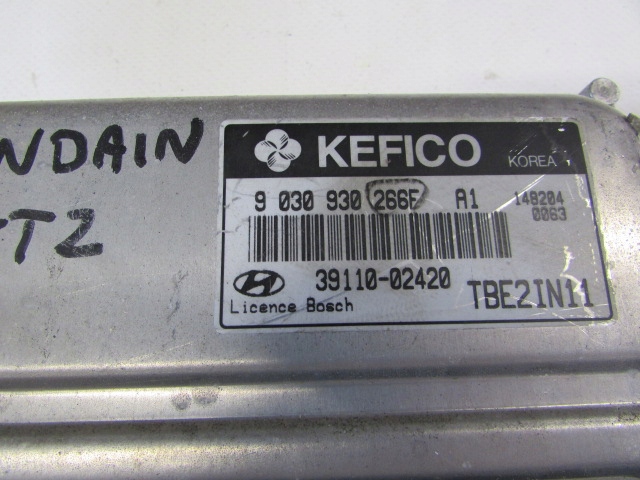 NDAIN
TZ
KEFICO
KOREA
9 030 930 266F A1
148204
0063
39110-02420
Licence Bosch
TBE2IN11